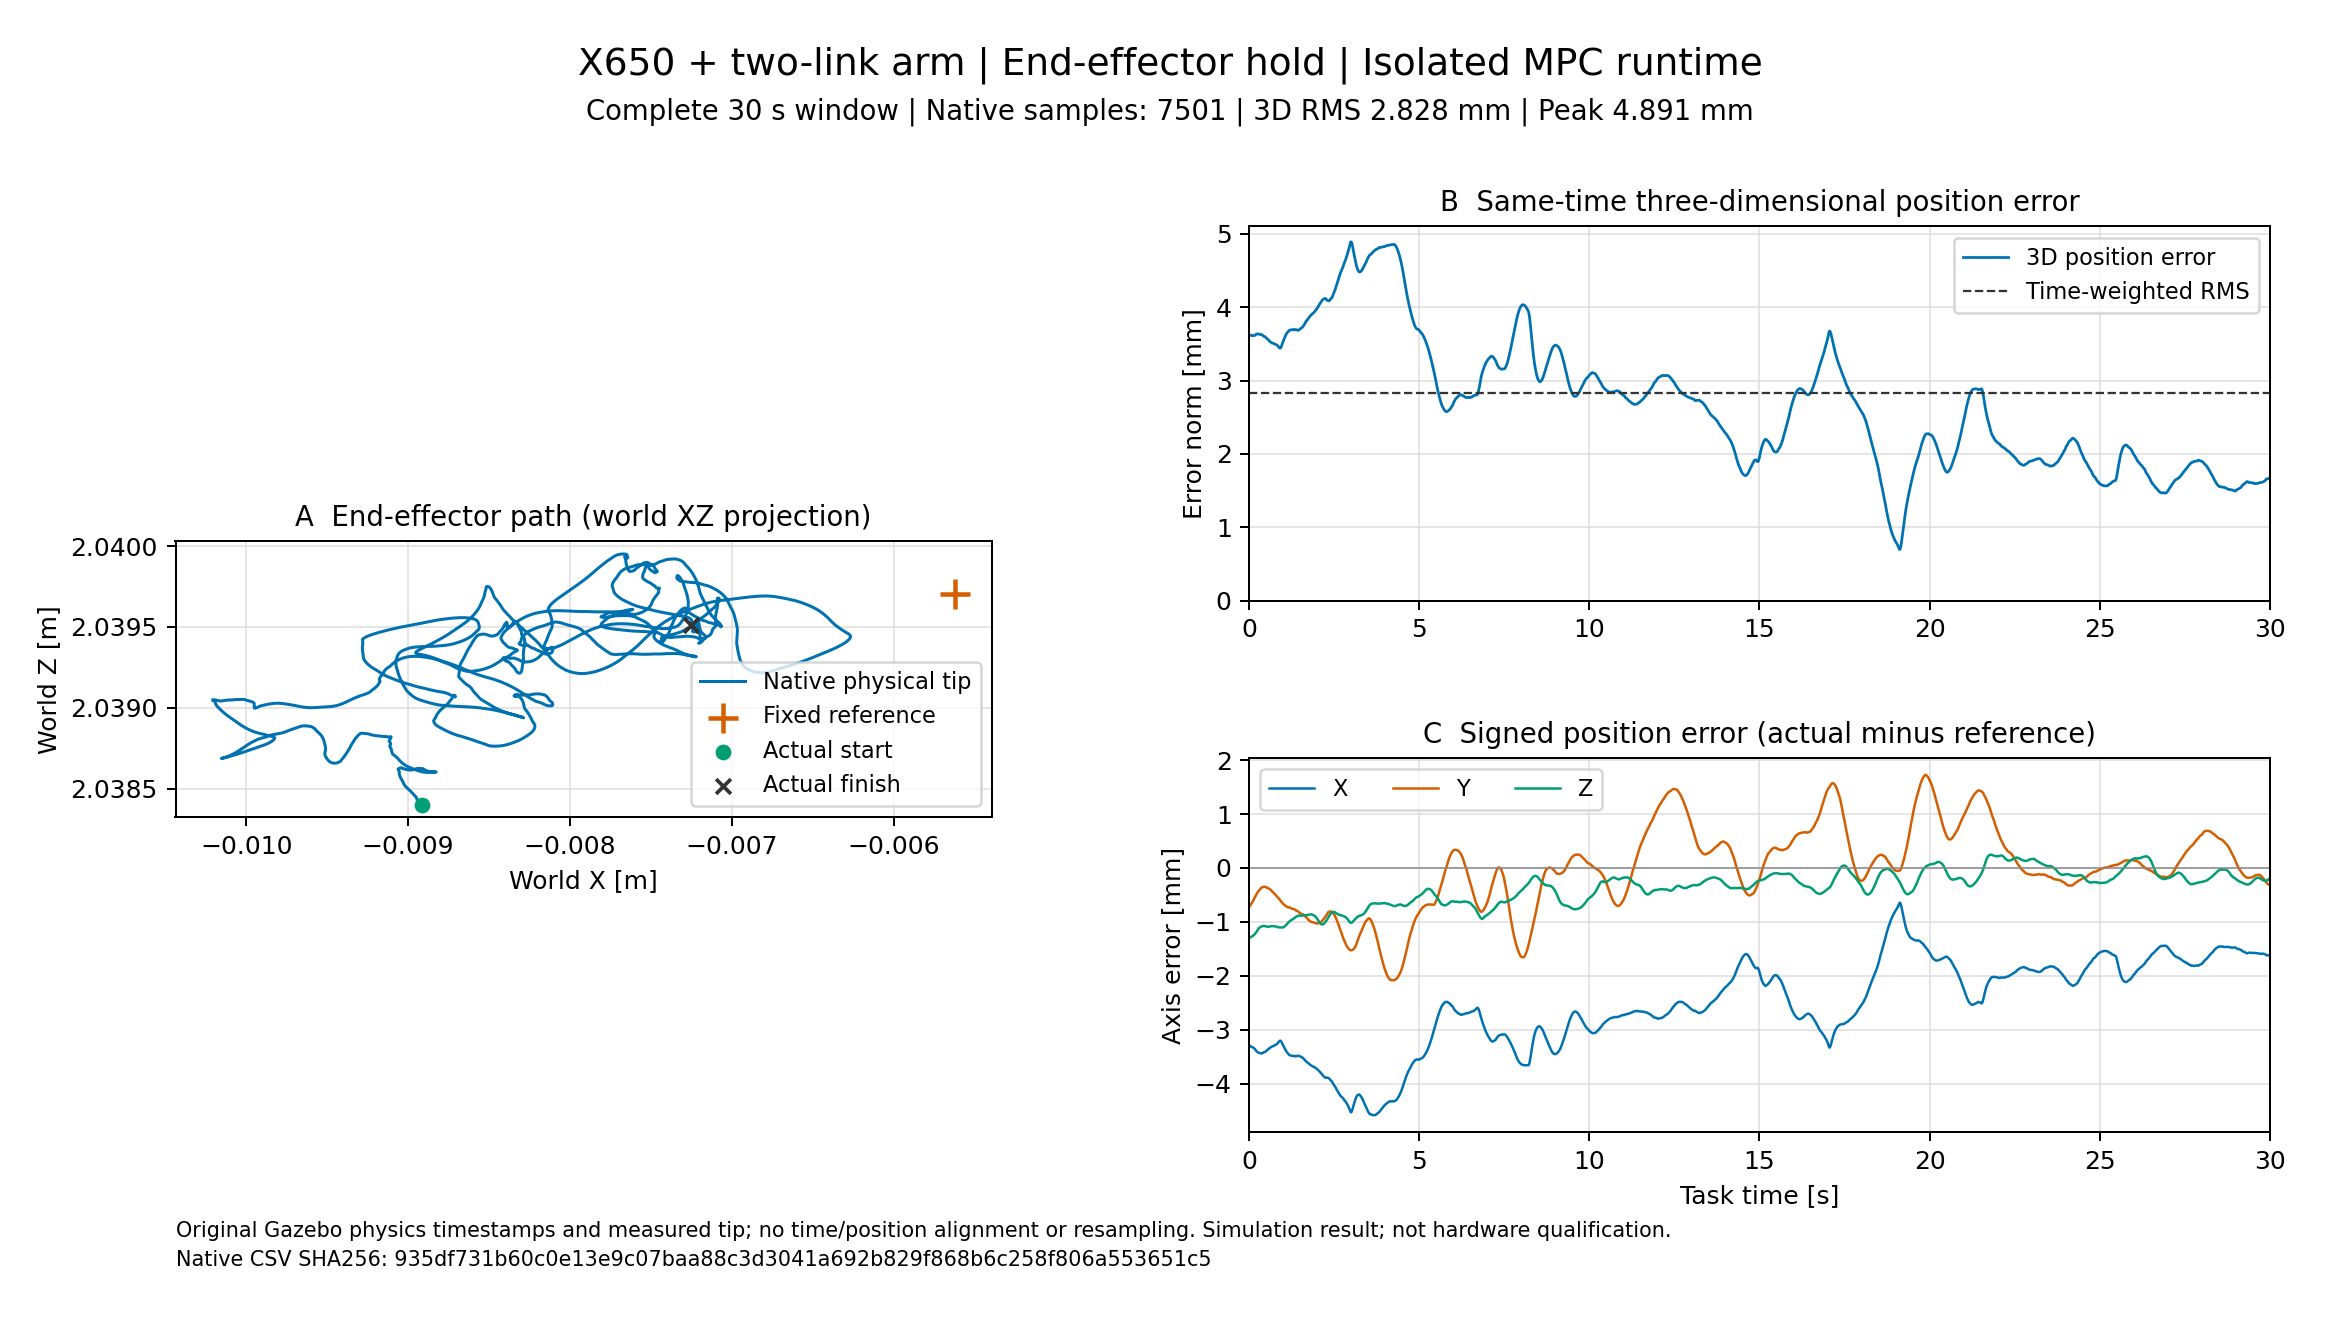 X650 + two-link arm | End-effector hold | Isolated MPC runtime
Complete 30 s window | Native samples: 7501 | 3D RMS 2.828 mm | Peak 4.891 mm
A  End-effector path (world XZ projection)
World Z [m]
2.0400
2.0395
2.0390
2.0385
−0.010
−0.009
−0.008
−0.007
−0.006
World X [m]
Native physical tip
Fixed reference
Actual start
Actual finish
B  Same-time three-dimensional position error
Error norm [mm]
5
4
3
2
1
0
0
5
10
15
20
25
30
3D position error
Time-weighted RMS
C  Signed position error (actual minus reference)
Axis error [mm]
2
1
0
−1
−2
−3
−4
X
Y
Z
0
5
10
15
20
25
30
Task time [s]
Original Gazebo physics timestamps and measured tip; no time/position alignment or resampling. Simulation result; not hardware qualification.
Native CSV SHA256: 935df731b60c0e13e9c07baa88c3d3041a692b829f868b6c258f806a553651c5